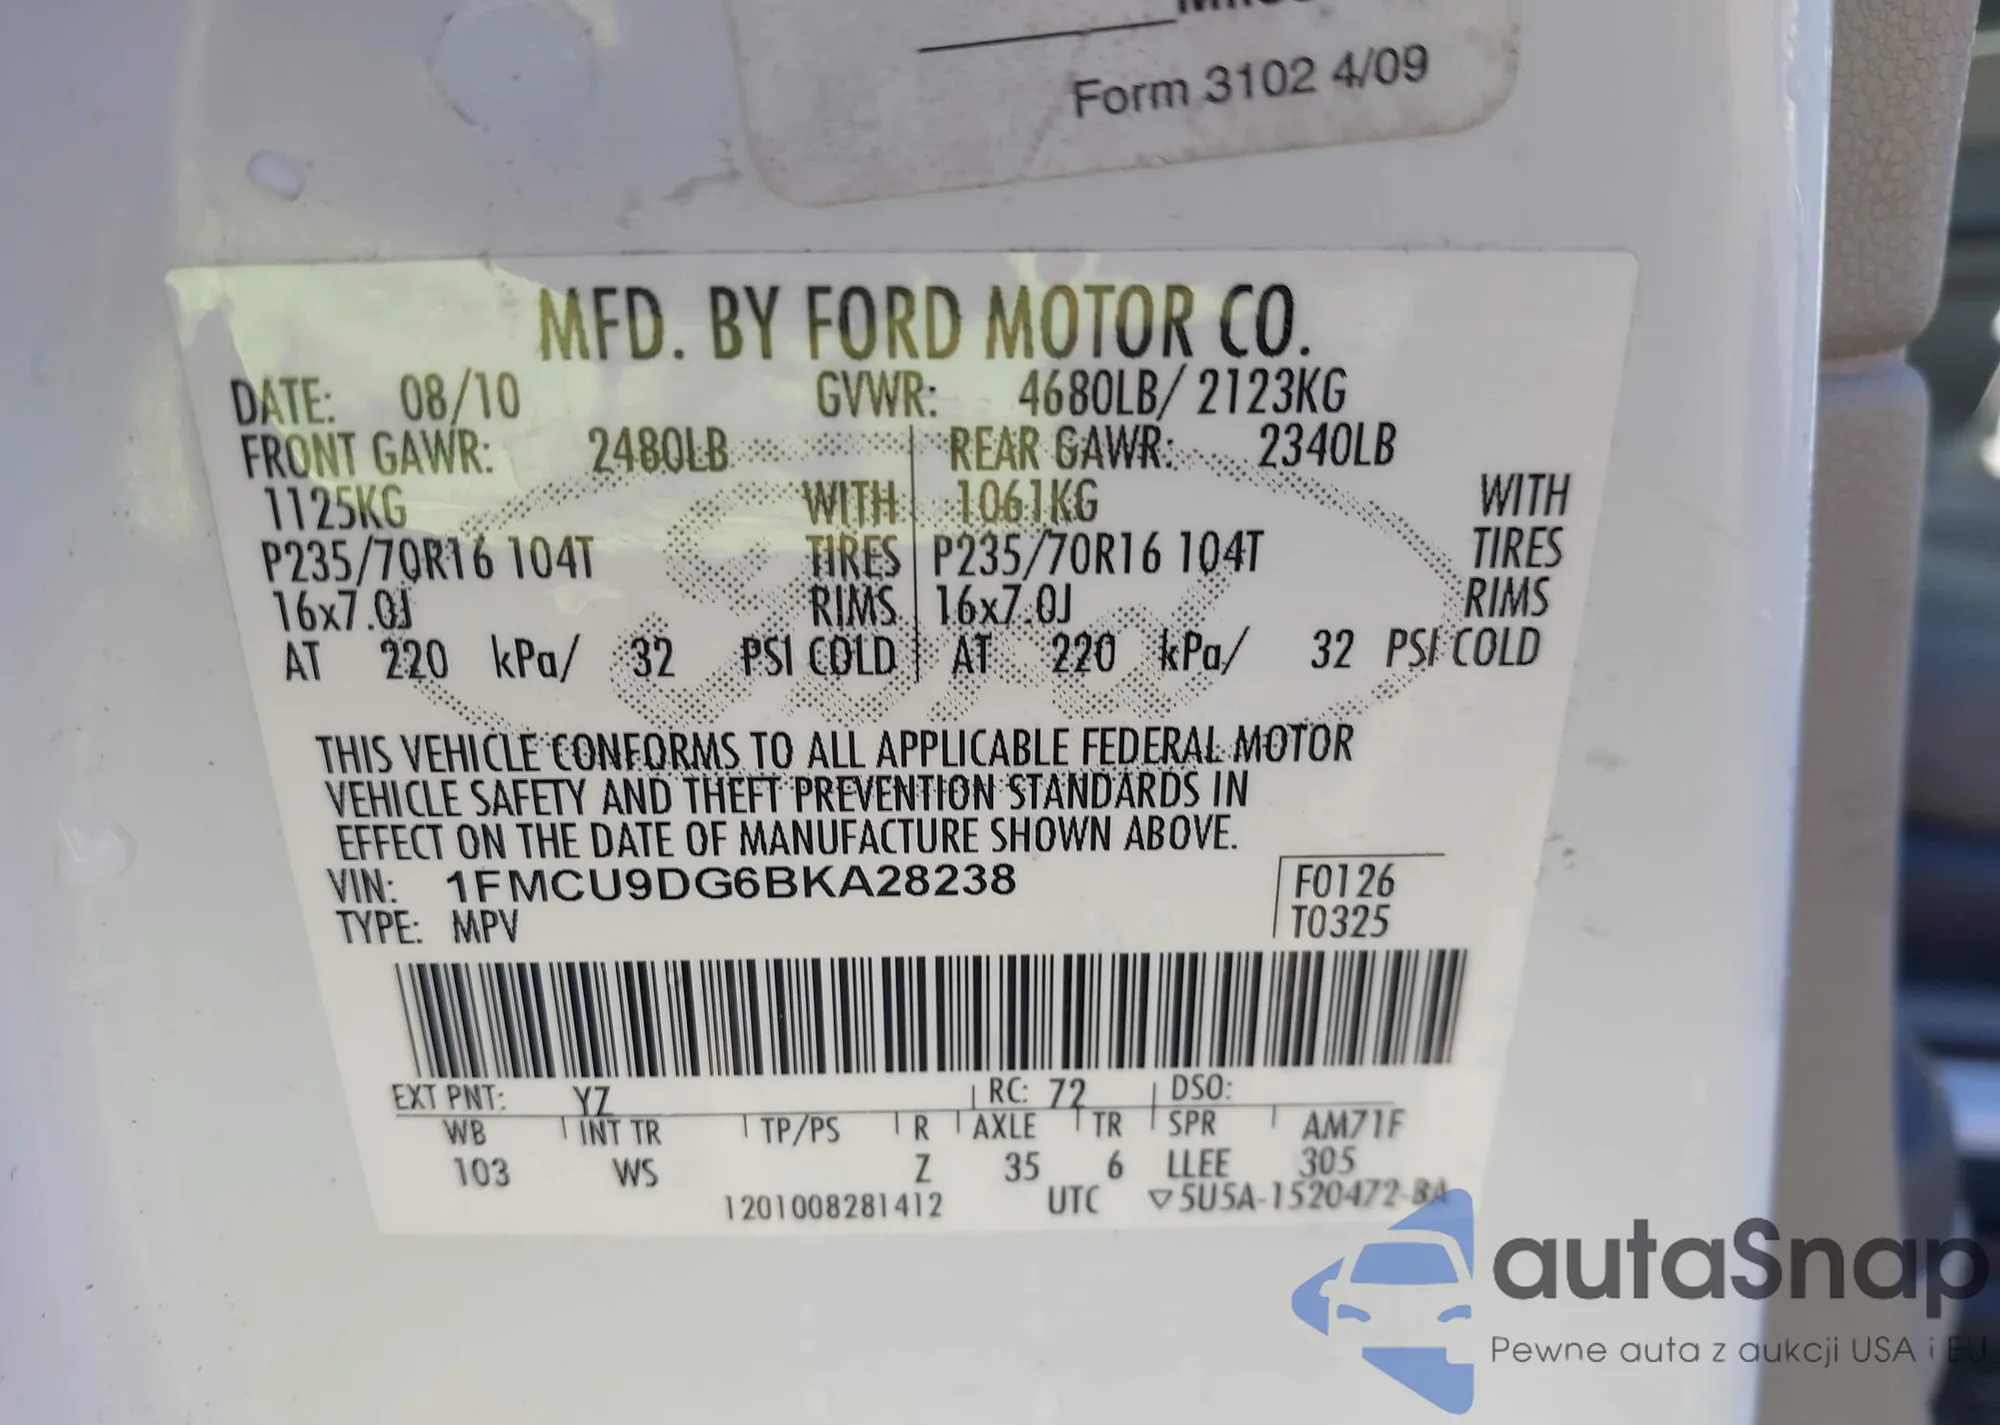 Form 3102 4/09
MFD. BY FORD MOTOR CO.
DATE: 08/10 GVWR: 4680LB/ 2123KG
FRONT GAWR: 2480LB REAR GAWR: 2340LB
1125KG WITH 1061KG WITH
P235/70R16 104T TIRES P235/70R16 104T TIRES
16x7.0J RIMS 16x7.0J RIMS
AT 220 kPa/ 32 PSI COLD AT 220 kPa/ 32 PSI COLD
THIS VEHICLE CONFORMS TO ALL APPLICABLE FEDERAL MOTOR
VEHICLE SAFETY AND THEFT PREVENTION STANDARDS IN
EFFECT ON THE DATE OF MANUFACTURE SHOWN ABOVE.
VIN: 1FMCU9DG6BKA28238 F0126
TYPE: MPV T0325
EXT PNT: YZ RC: 72 DSO:
WB INT TR TP/PS R AXLE TR SPR AM71F
103 WS Z 35 6 LLEE 305
1201008281412 UTC ▽5U5A-1520472-BA
autaSnap
Pewne auta z aukcji USA i EU